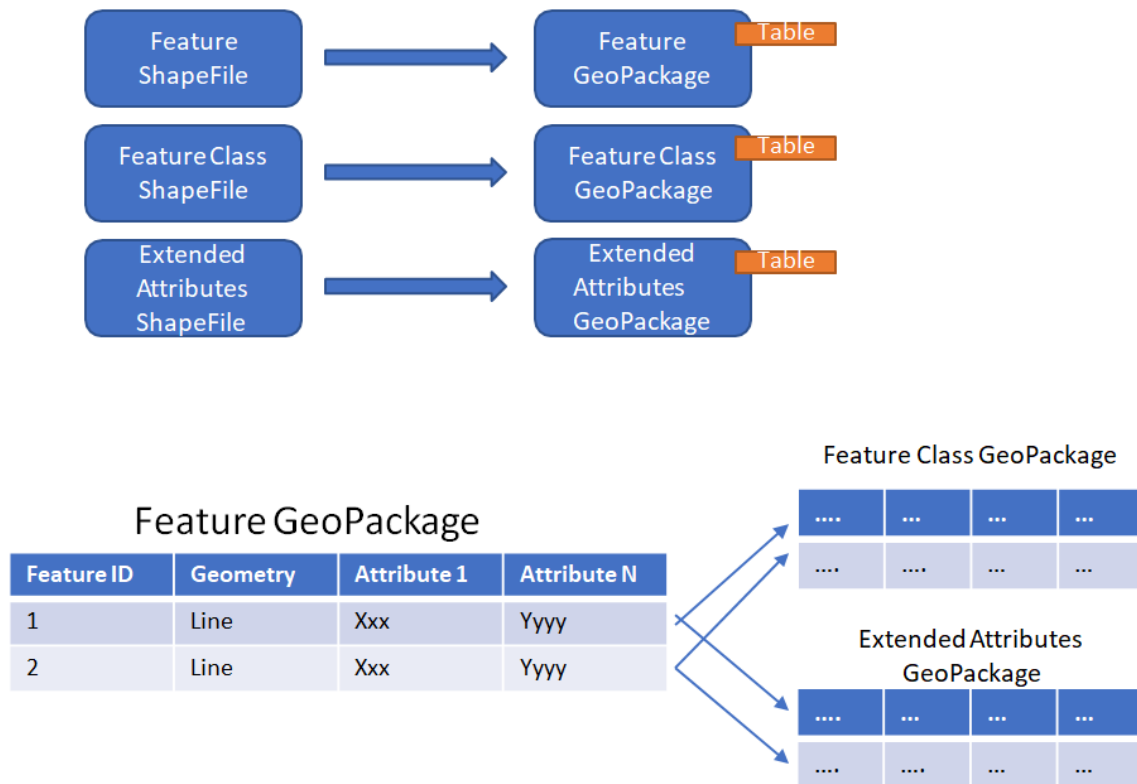 Feature
ShapeFile
Feature
GeoPackage
Table
Feature Class
ShapeFile
Feature Class
GeoPackage
Table
Extended
Attributes
ShapeFile
Extended
Attributes
GeoPackage
Table
Feature GeoPackage
Feature ID Geometry Attribute 1 Attribute N
1 Line Xxx Yyyy
2 Line Xxx Yyyy
Feature Class GeoPackage
.... ... ... ...
.... .... ... ...
Extended Attributes
GeoPackage
.... ... ... ...
.... .... ... ...